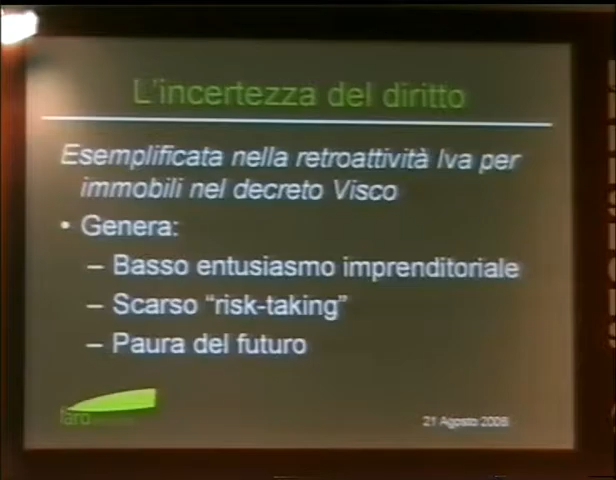 L'incertezza del diritto
Esemplificata nella retroattività Iva per
immobili nel decreto Visco
• Genera:
– Basso entusiasmo imprenditoriale
– Scarso “risk-taking”
– Paura del futuro
faro
21 Agosto 2008